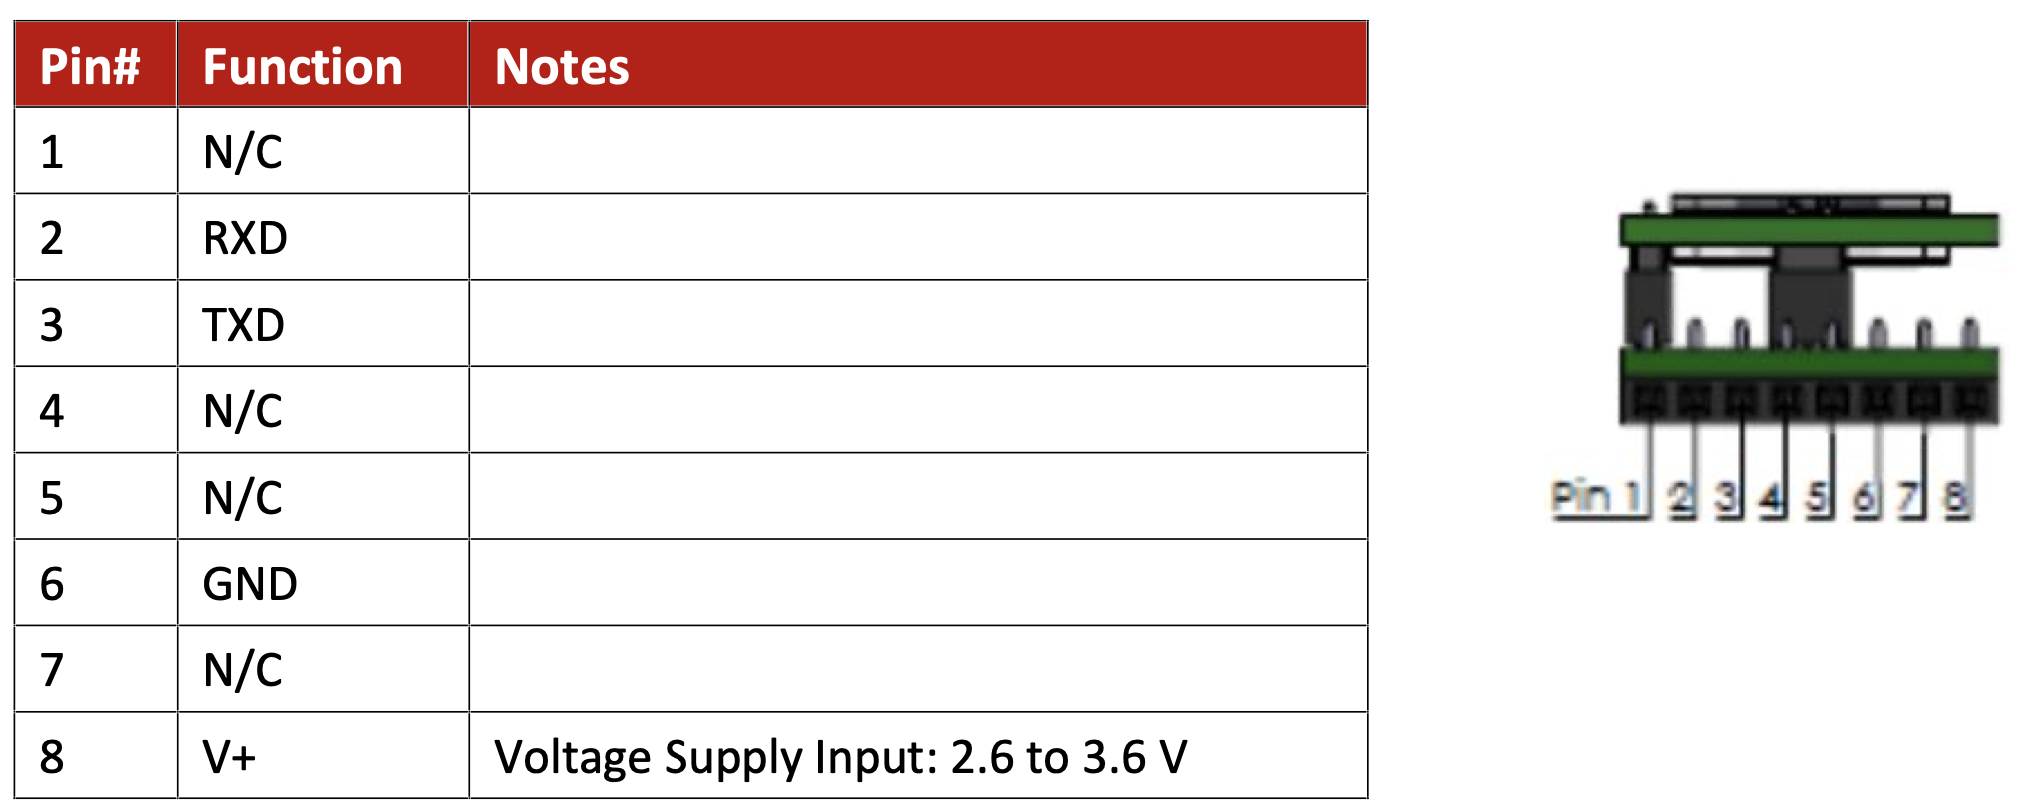 Pin# Function Notes
1 N/C
2 RXD
3 TXD
4 N/C
5 N/C
6 GND
7 N/C
8 V+ Voltage Supply Input: 2.6 to 3.6 V
Pin 1 2 3 4 5 6 7 8